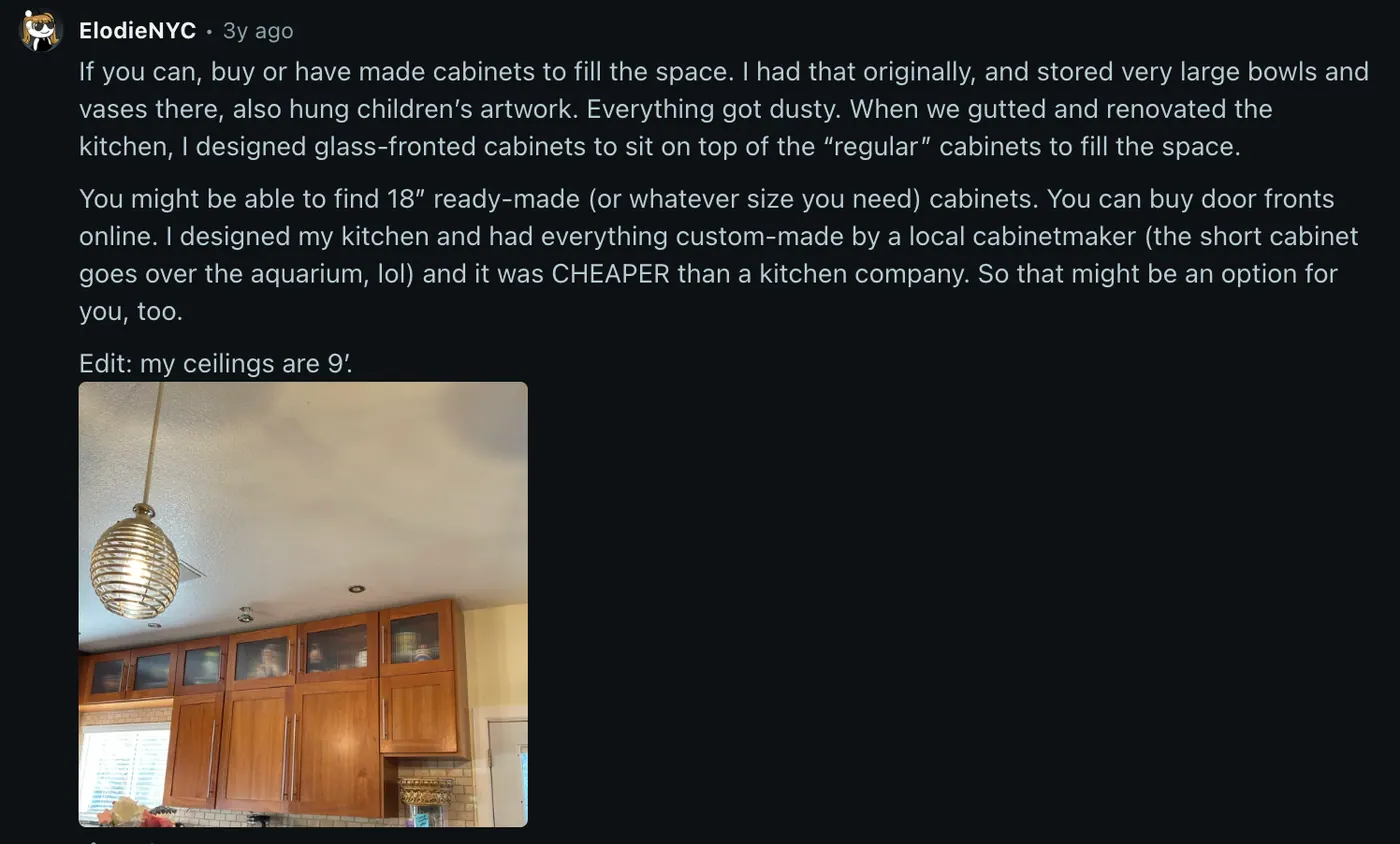 ElodieNYC • 3y ago
If you can, buy or have made cabinets to fill the space. I had that originally, and stored very large bowls and
vases there, also hung children’s artwork. Everything got dusty. When we gutted and renovated the
kitchen, I designed glass-fronted cabinets to sit on top of the “regular” cabinets to fill the space.
You might be able to find 18” ready-made (or whatever size you need) cabinets. You can buy door fronts
online. I designed my kitchen and had everything custom-made by a local cabinetmaker (the short cabinet
goes over the aquarium, lol) and it was CHEAPER than a kitchen company. So that might be an option for
you, too.
Edit: my ceilings are 9’.